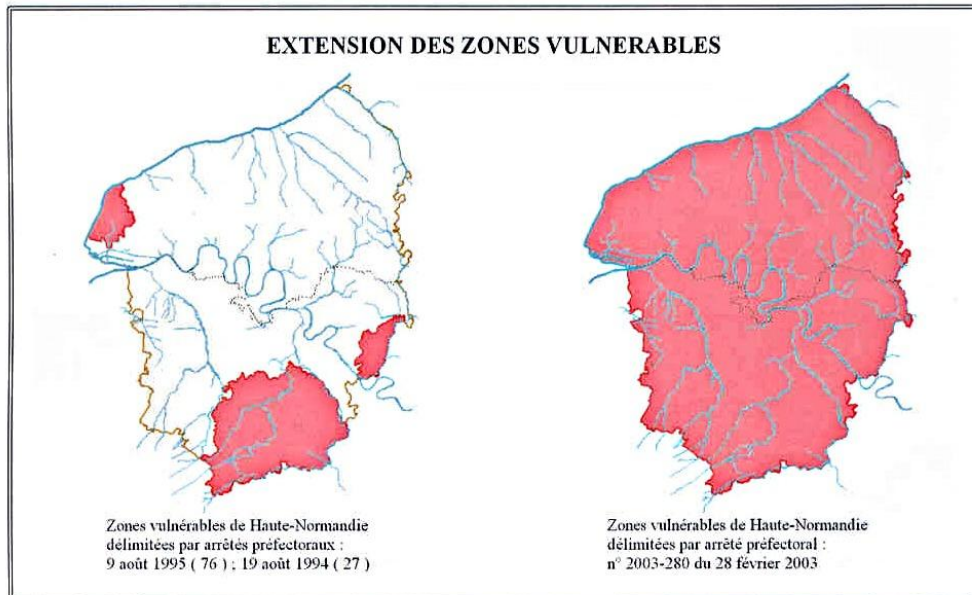 EXTENSION DES ZONES VULNERABLES
Zones vulnérables de Haute-Normandie
délimitées par arrêtés préfectoraux :
9 août 1995 ( 76 ) ; 19 août 1994 ( 27 )
Zones vulnérables de Haute-Normandie
délimitées par arrêté préfectoral :
n° 2003-280 du 28 février 2003